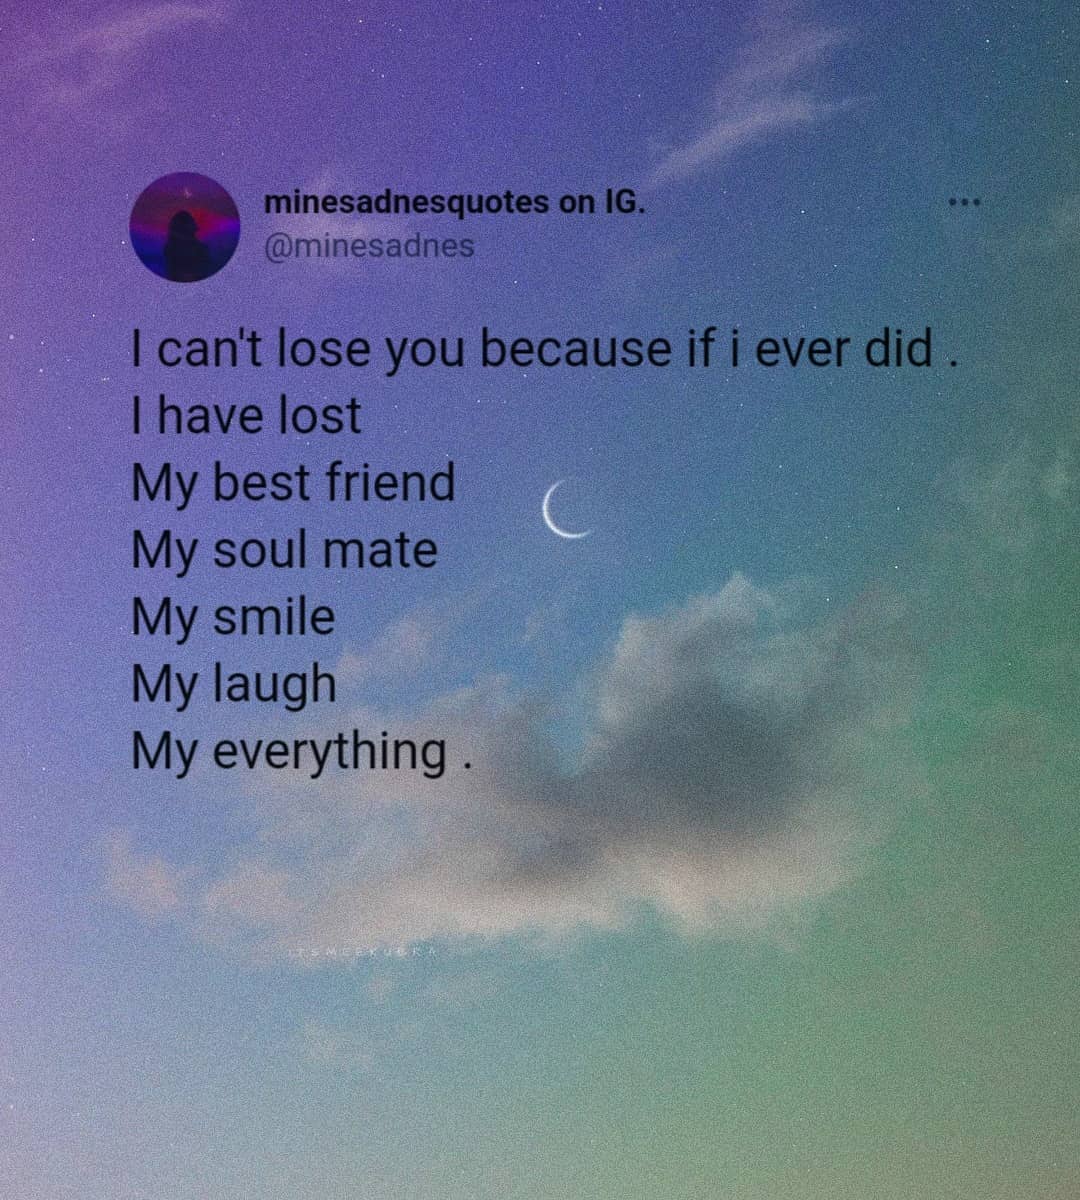 minesadnesquotes on IG.
@minesadnes
I can't lose you because if i ever did .
I have lost
My best friend
My soul mate
My smile
My laugh
My everything .
ITSMEEKUBRA